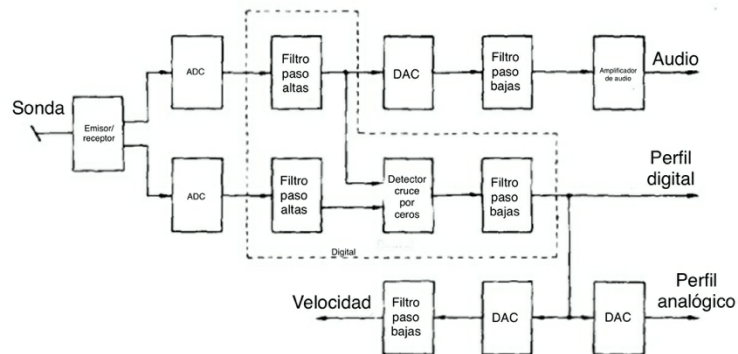 Sonda
Emisor/
receptor
ADC
Filtro
paso
altas
DAC
Filtro
paso
bajas
Amplificador
de audio
Audio
ADC
Filtro
paso
altas
Detector
cruce
por
ceros
Filtro
paso
bajas
Perfil
digital
Digital
Velocidad
Filtro
paso
bajas
DAC
DAC
Perfil
analógico